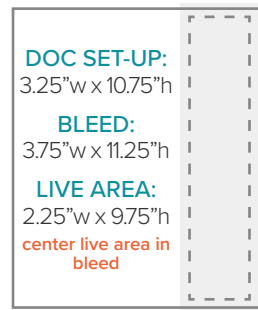 DOC SET-UP:
3.25”w x 10.75”h
BLEED:
3.75”w x 11.25”h
LIVE AREA:
2.25”w x 9.75”h
center live area in
bleed